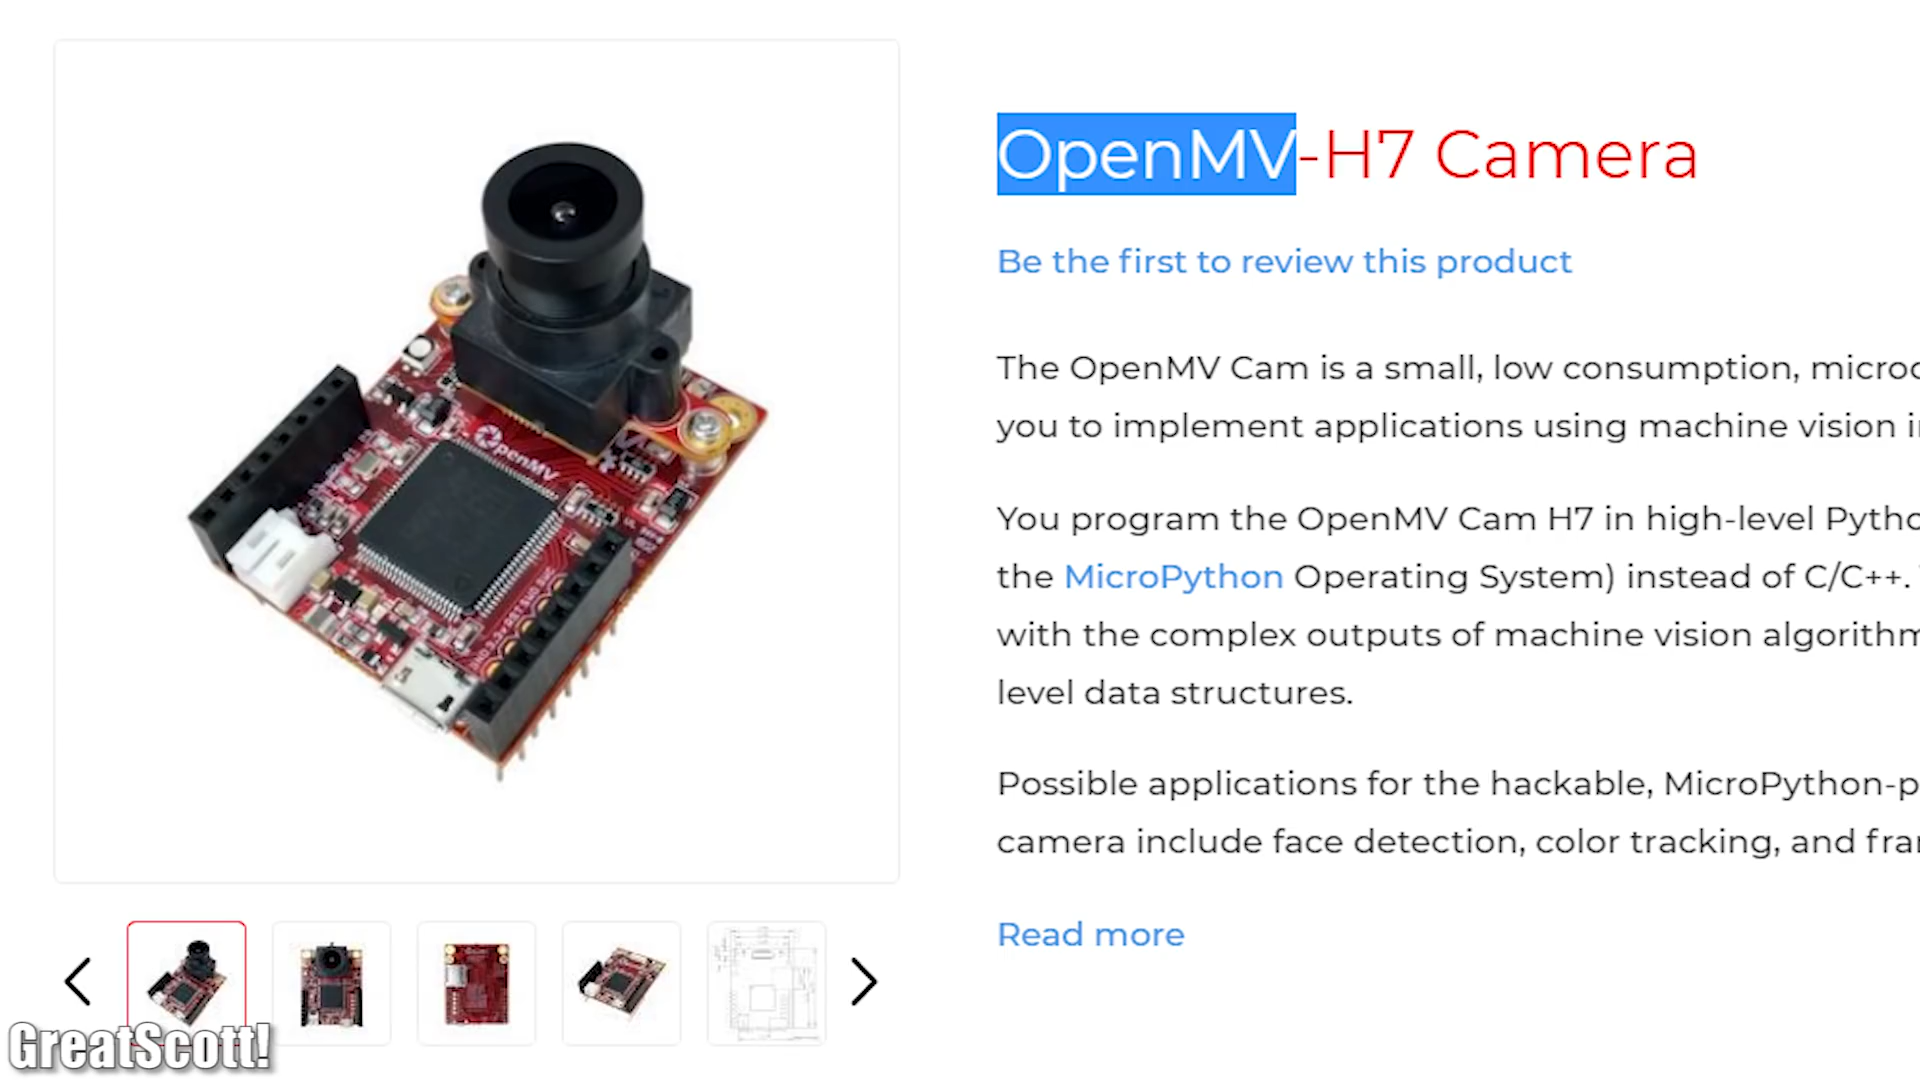 OpenMV-H7 Camera
Be the first to review this product
The OpenMV Cam is a small, low consumption,
you to implement applications using machine vision
You program the OpenMV Cam H7 in high-level
the MicroPython Operating System) instead of C/C++.
with the complex outputs of machine vision
level data structures.
Possible applications for the hackable,
camera include face detection, color tracking, and
Read more
OpenMV
GreatScott!